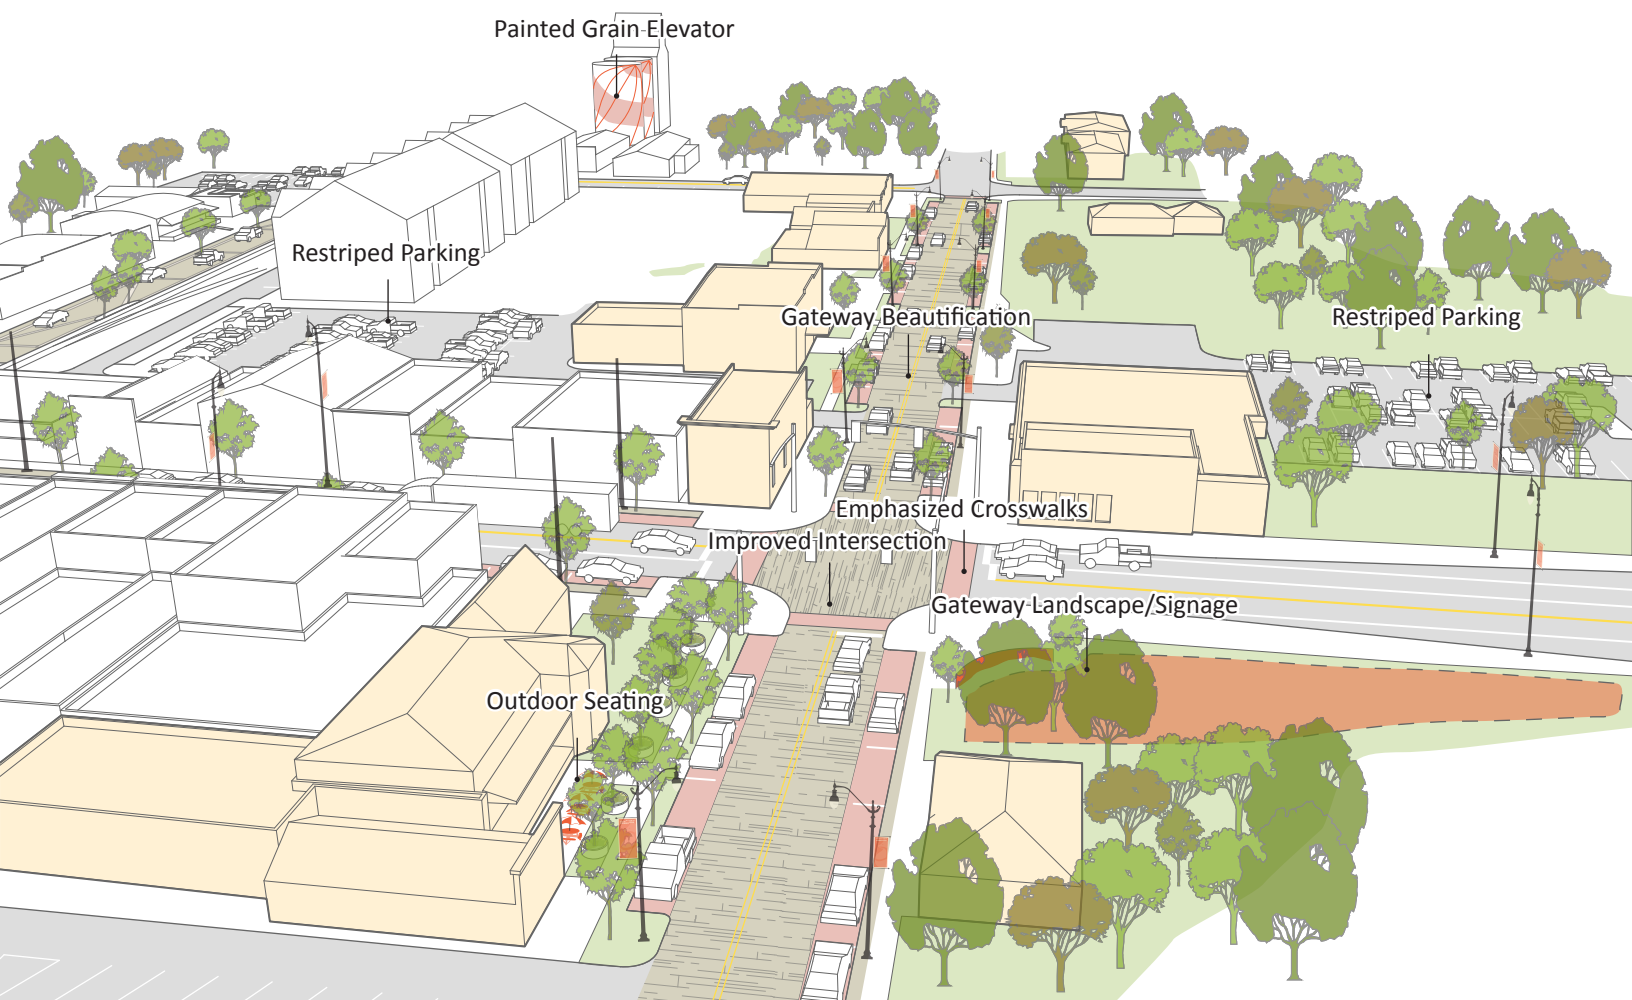 Painted Grain Elevator
Restriped Parking
Gateway Beautification
Restriped Parking
Emphasized Crosswalks
Improved Intersection
Gateway Landscape/Signage
Outdoor Seating